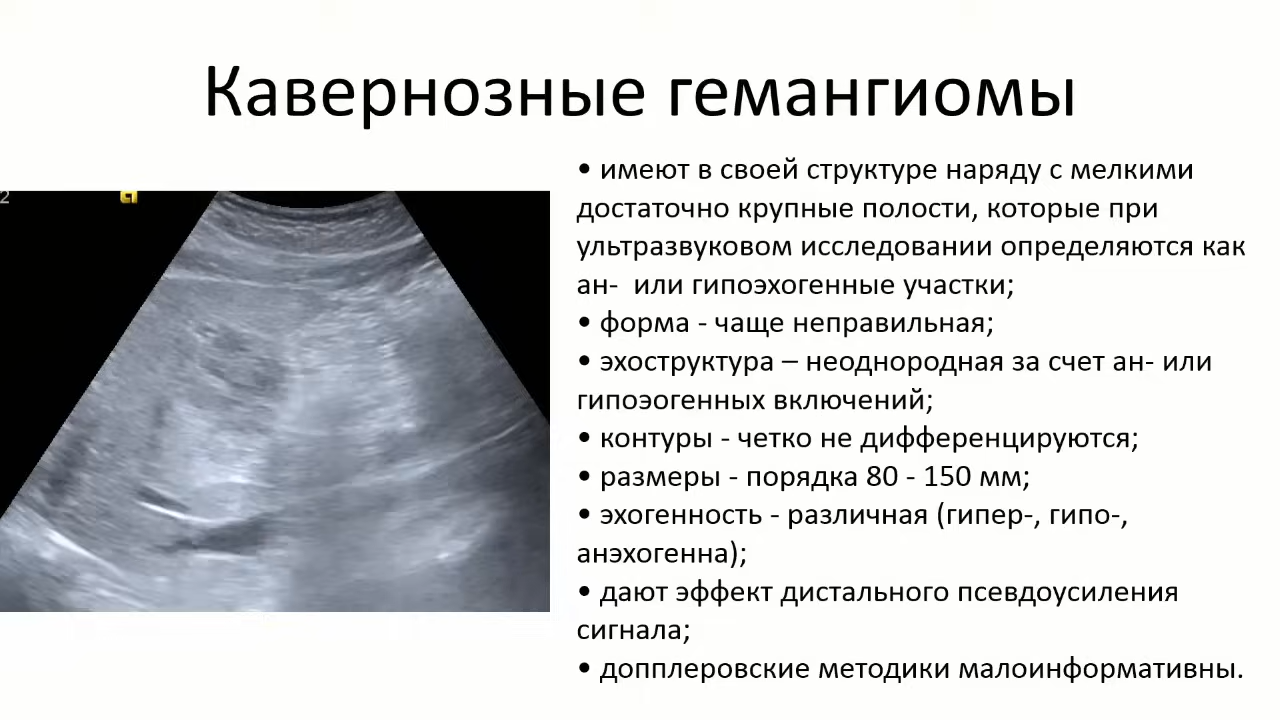 Кавернозные гемангиомы
• имеют в своей структуре наряду с мелкими
достаточно крупные полости, которые при
ультразвуковом исследовании определяются как
ан-  или гипоэхогенные участки;
• форма - чаще неправильная;
• эхоструктура – неоднородная за счет ан- или
гипоэогенных включений;
• контуры - четко не дифференцируются;
• размеры - порядка 80 - 150 мм;
• эхогенность - различная (гипер-, гипо-,
анэхогенна);
• дают эффект дистального псевдоусиления
сигнала;
• допплеровские методики малоинформативны.
2